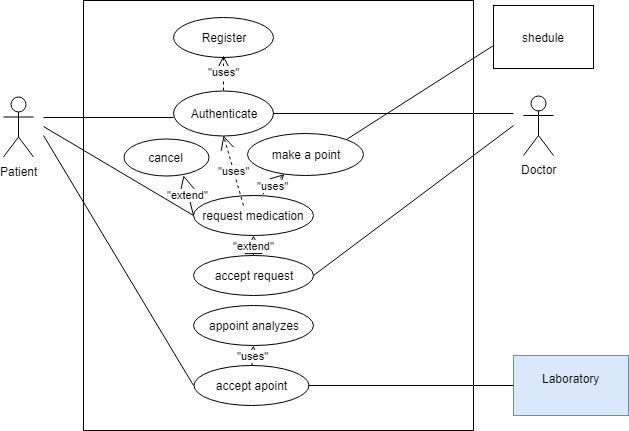 Register
shedule
"uses"
Authenticate
Patient
Doctor
cancel
make a point
"uses"
"extend"
"uses"
request medication
"extend"
accept request
appoint analyzes
"uses"
accept apoint
Laboratory